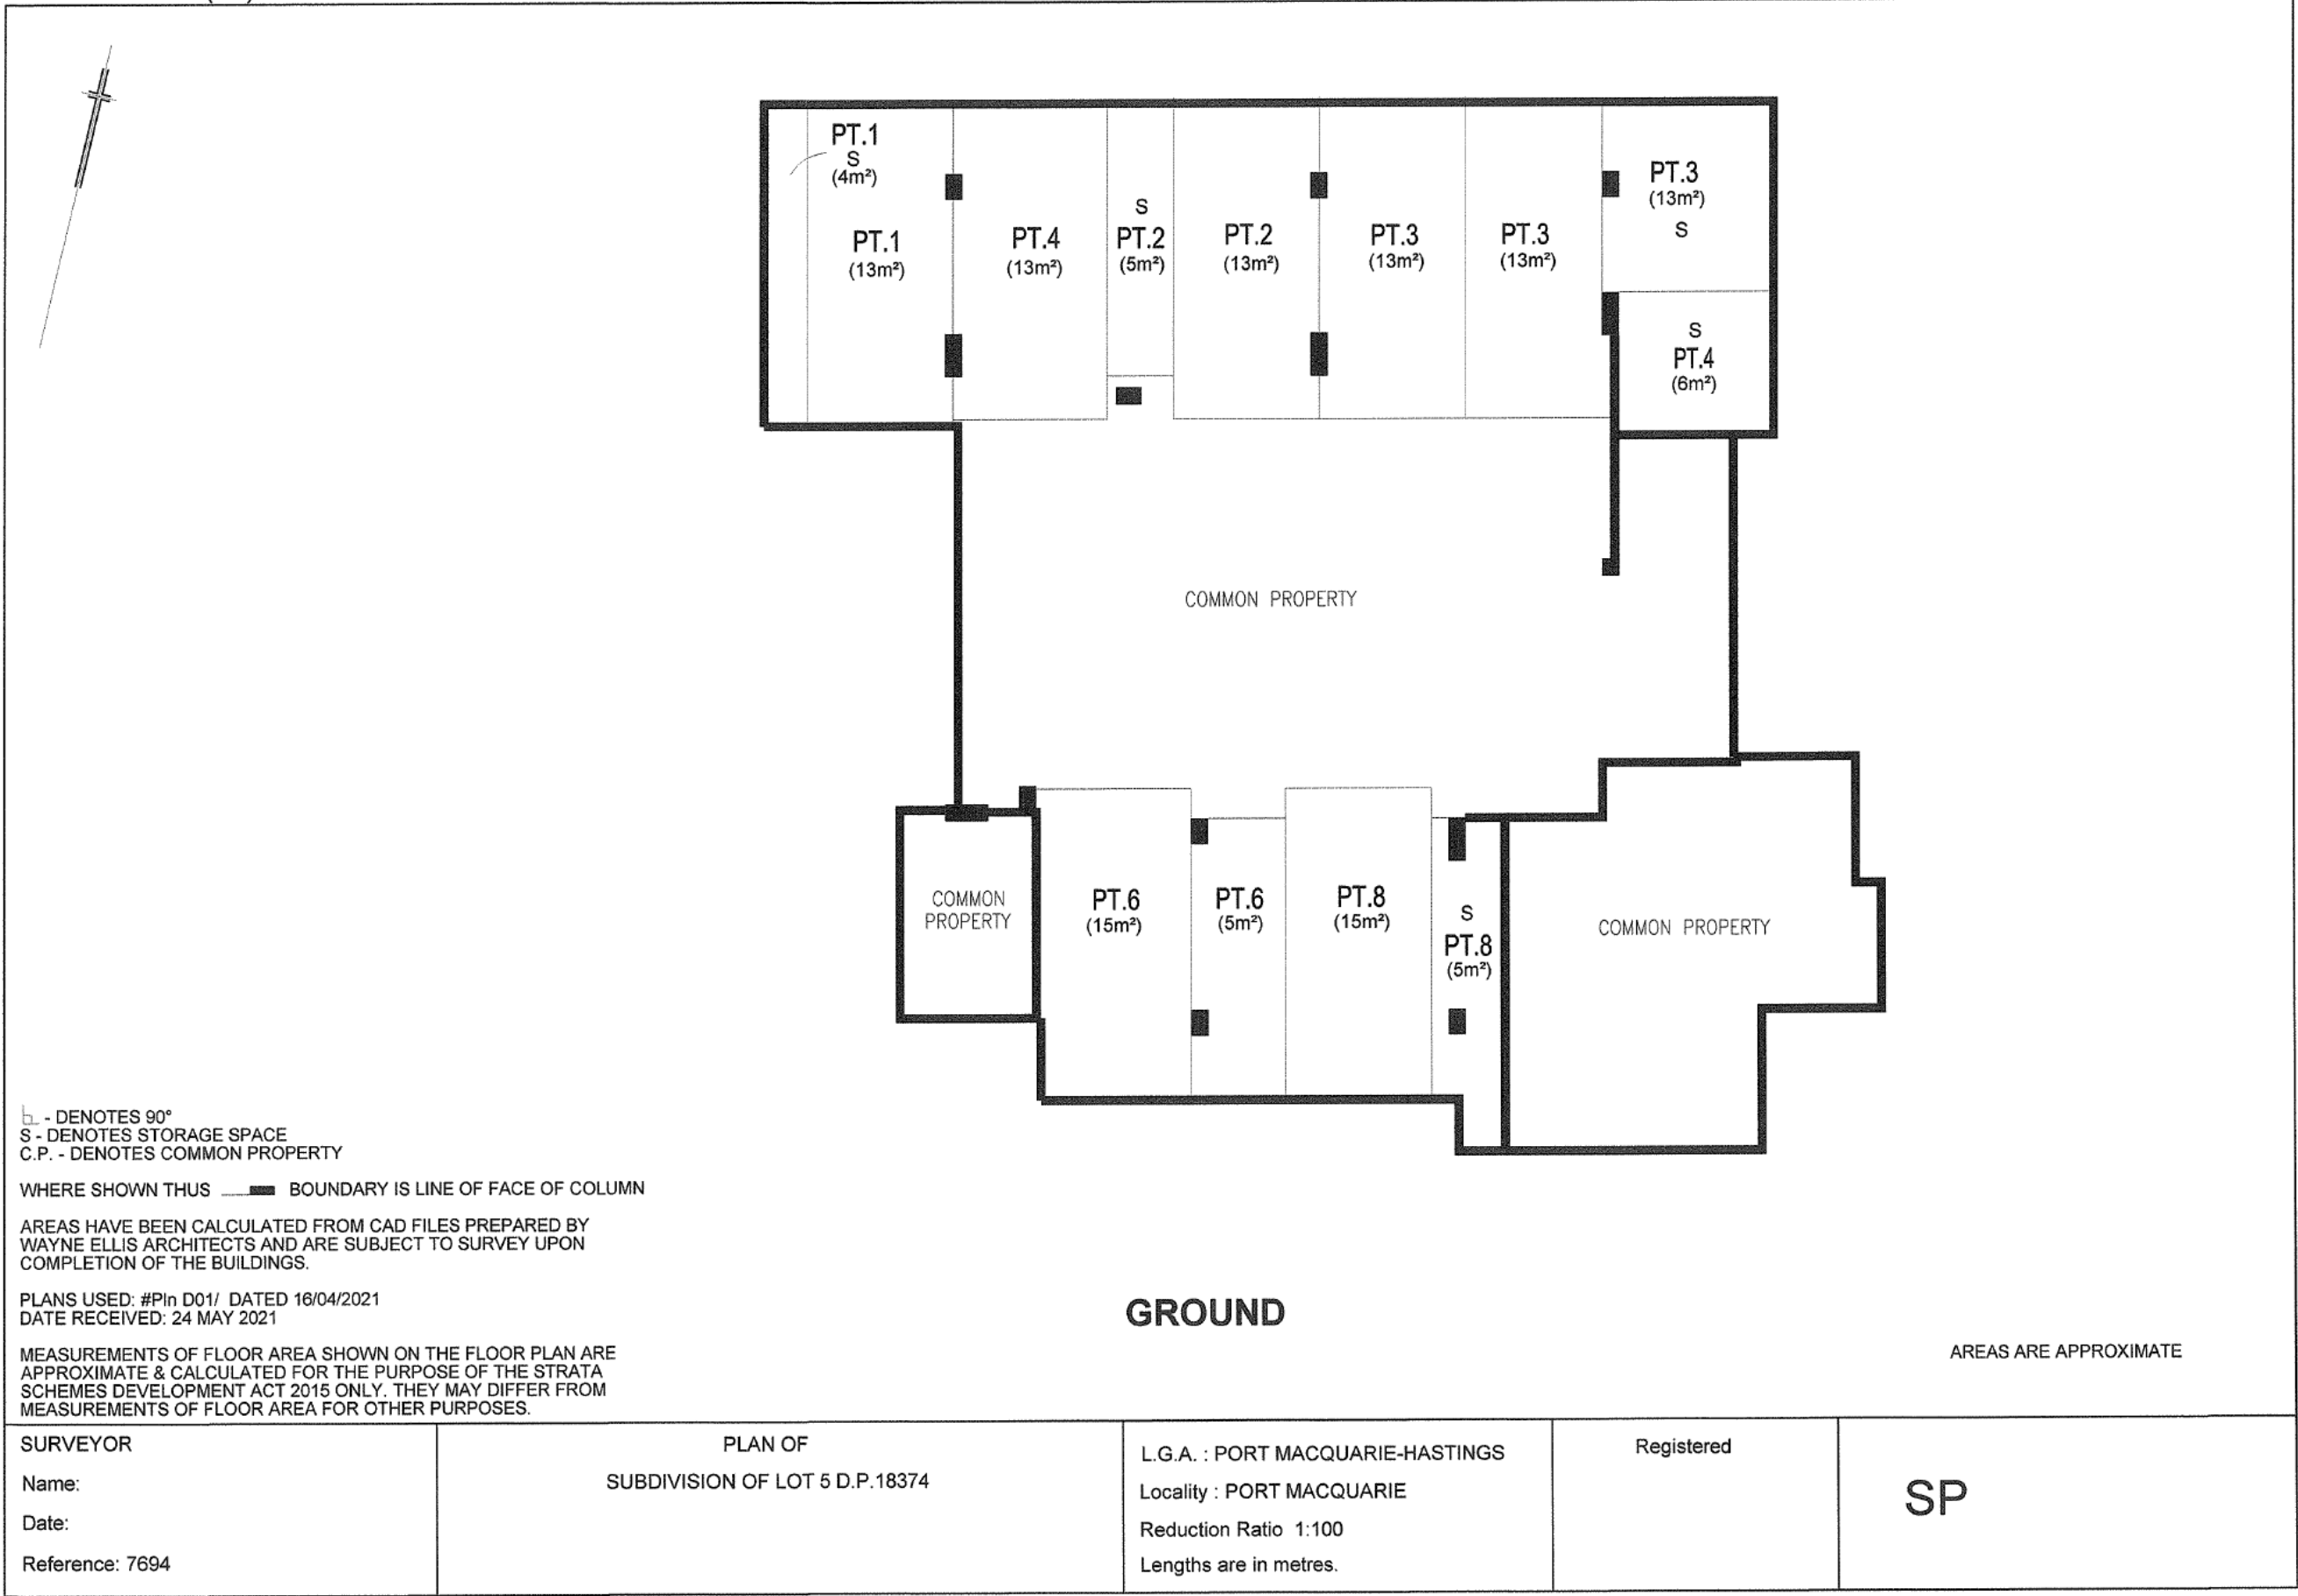 PT.1
S
(4m²)
PT.1
(13m²)
PT.4
(13m²)
S
PT.2
(5m²)
PT.2
(13m²)
PT.3
(13m²)
PT.3
(13m²)
PT.3
(13m²)
S
S
PT.4
(6m²)
COMMON PROPERTY
COMMON
PROPERTY
PT.6
(15m²)
PT.6
(5m²)
PT.8
(15m²)
S
PT.8
(5m²)
COMMON PROPERTY
- DENOTES 90°
S - DENOTES STORAGE SPACE
C.P. - DENOTES COMMON PROPERTY
WHERE SHOWN THUS BOUNDARY IS LINE OF FACE OF COLUMN
AREAS HAVE BEEN CALCULATED FROM CAD FILES PREPARED BY
WAYNE ELLIS ARCHITECTS AND ARE SUBJECT TO SURVEY UPON
COMPLETION OF THE BUILDINGS.
PLANS USED: #Pln D01/ DATED 16/04/2021
DATE RECEIVED: 24 MAY 2021
MEASUREMENTS OF FLOOR AREA SHOWN ON THE FLOOR PLAN ARE
APPROXIMATE & CALCULATED FOR THE PURPOSE OF THE STRATA
SCHEMES DEVELOPMENT ACT 2015 ONLY. THEY MAY DIFFER FROM
MEASUREMENTS OF FLOOR AREA FOR OTHER PURPOSES.
GROUND
AREAS ARE APPROXIMATE
SURVEYOR
Name:
Date:
Reference: 7694
PLAN OF
SUBDIVISION OF LOT 5 D.P.18374
L.G.A. : PORT MACQUARIE-HASTINGS
Locality : PORT MACQUARIE
Reduction Ratio 1:100
Lengths are in metres.
Registered
SP